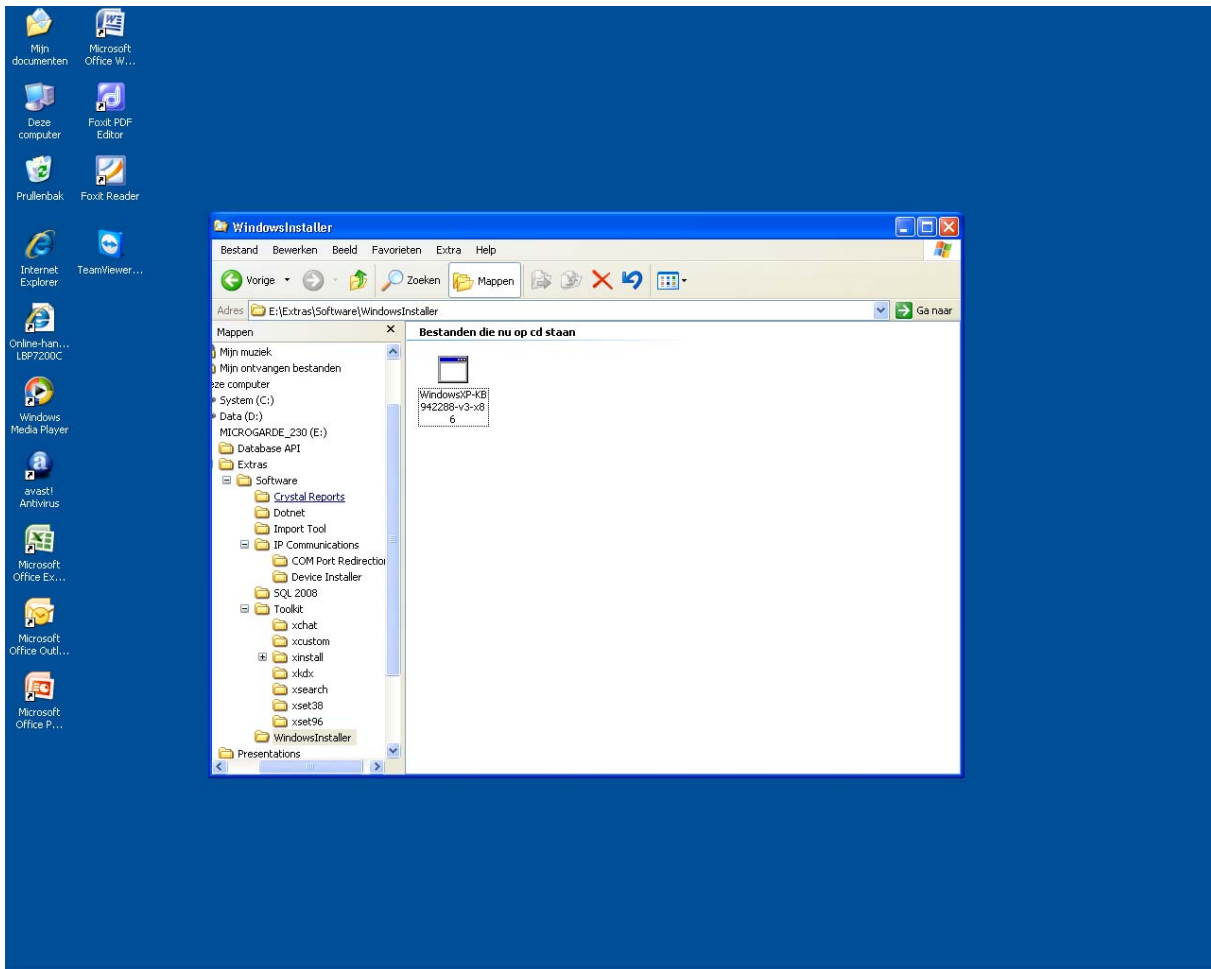 Mijn
documenten
Microsoft
Office W...
Deze
computer
Foxit PDF
Editor
Prullenbak
Foxit Reader
Internet
Explorer
TeamViewer...
Online-han...
LBP7200C
Windows
Media Player
avast!
Antivirus
Microsoft
Office Ex...
Microsoft
Office Outl...
Microsoft
Office P...
WindowsInstaller
Bestand Bewerken Beeld Favorieten Extra Help
Vorige Zoeken Mappen
Adres E:\Extras\Software\WindowsInstaller Ga naar
Mappen
Mijn muziek
Mijn ontvangen bestanden
eze computer
System (C:)
Data (D:)
MICROGARDE_230 (E:)
Database API
Extras
Software
Crystal Reports
Dotnet
Import Tool
IP Communications
COM Port Redirection
Device Installer
SQL 2008
Toolkit
xchat
xcustom
xinstall
xkdx
xsearch
xset38
xset96
WindowsInstaller
Presentations
Bestanden die nu op cd staan
WindowsXP-KB
942288-v3-x8
6